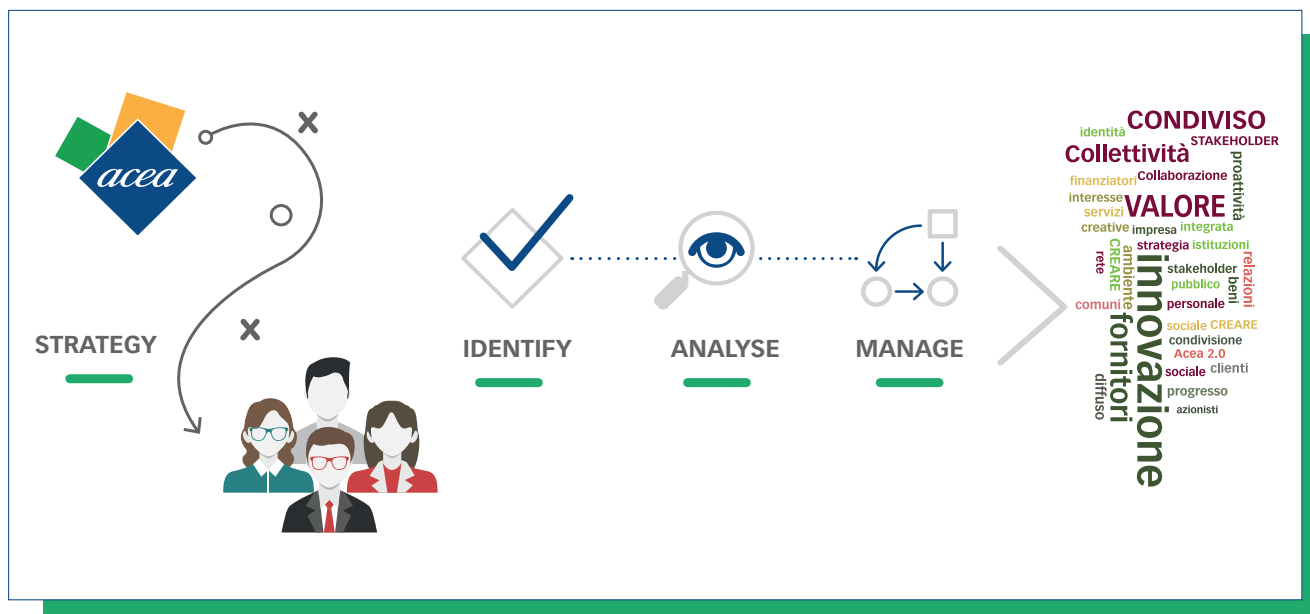 acea
STRATEGY
IDENTIFY
ANALYSE
MANAGE
CONDIVISO
identità
STAKEHOLDER
Collettività
proattività
finanziatori
Collaborazione
interesse
VALORE
servizi
creative
impresa
integrata
CREARE
ambiente
strategia
istituzioni
rete
innovazione
stakeholder
relazioni
pubblico
beni
comuni
personale
fornitori
sociale
CREARE
condivisione
Acea 2.0
sociale
clienti
diffuso
progresso
azionisti